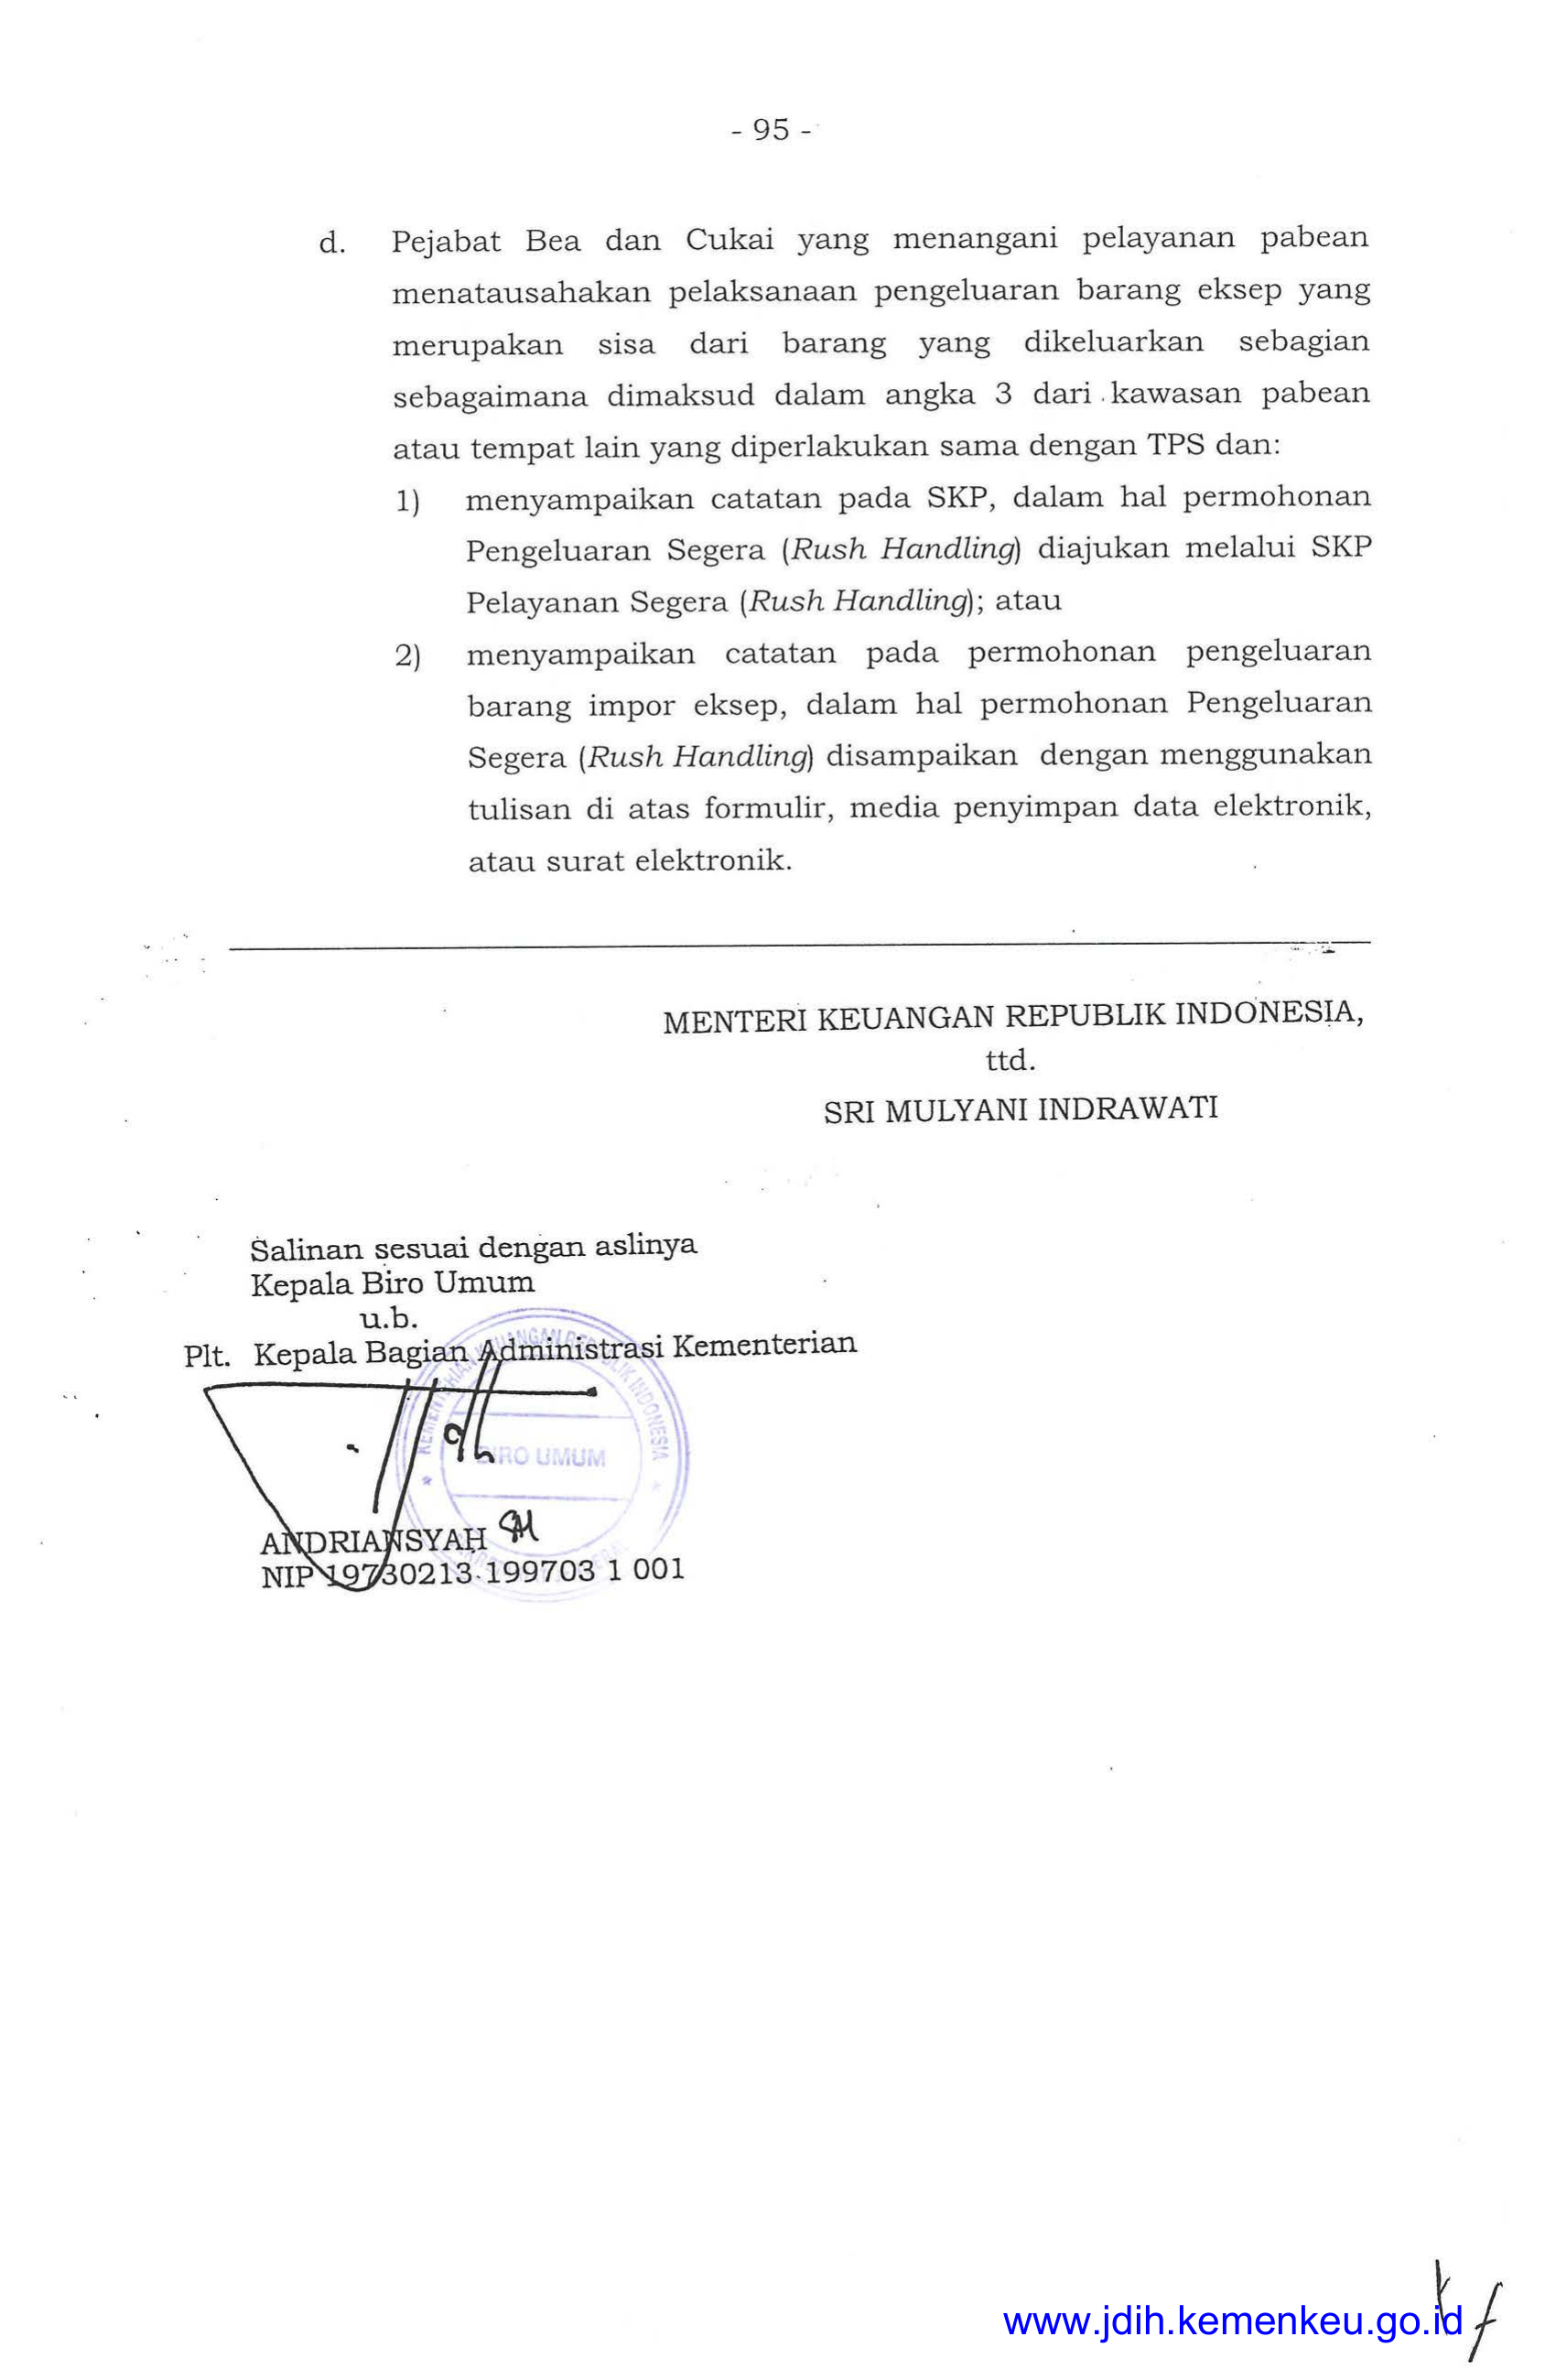 - 95 -
d. Pejabat Bea dan Cukai yang menangani pelayanan pabean
menatausahakan pelaksanaan pengeluaran barang eksep yang
merupakan sisa dari barang yang dikeluarkan sebagian
sebagaimana dimaksud dalam angka 3 dari kawasan pabean
atau tempat lain yang diperlakukan sama dengan TPS dan:
1) menyampaikan catatan pada SKP, dalam hal permohonan
Pengeluaran Segera (Rush Handling) diajukan melalui SKP
Pelayanan Segera (Rush Handling); atau
2) menyampaikan catatan pada permohonan pengeluaran
barang impor eksep, dalam hal permohonan Pengeluaran
Segera (Rush Handling) disampaikan dengan menggunakan
tulisan di atas formulir, media penyimpan data elektronik,
atau surat elektronik.
MENTERI KEUANGAN REPUBLIK INDONESIA,
ttd.
SRI MULYANI INDRAWATI
Salinan sesuai dengan aslinya
Kepala Biro Umum
u.b.
Plt. Kepala Bagian Administrasi Kementerian
KEMENTERIAN KEUANGAN REPUBLIK INDONESIA
BIRO UMUM
ANDRIANSYAH
NIP 19730213 199703 1 001
www.jdih.kemenkeu.go.id